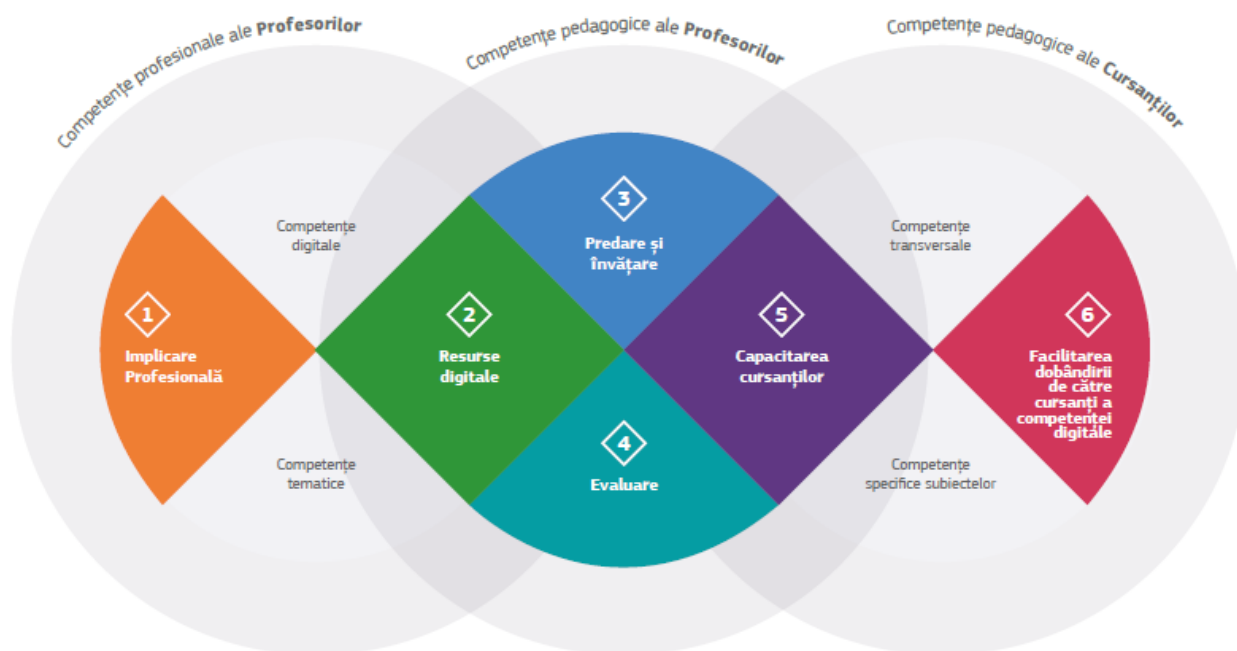 Competențe profesionale ale Profesorilor
Competențe pedagogice ale Profesorilor
Competențe pedagogice ale Cursanților
Competențe
digitale
Competențe
tematice
1
Implicare
Profesională
2
Resurse
digitale
3
Predare și
învățare
4
Evaluare
5
Capacitarea
cursanților
Competențe
transversale
Competențe
specifice subiectelor
6
Facilitarea
dobândirii
de către
cursanți a
competenței
digitale